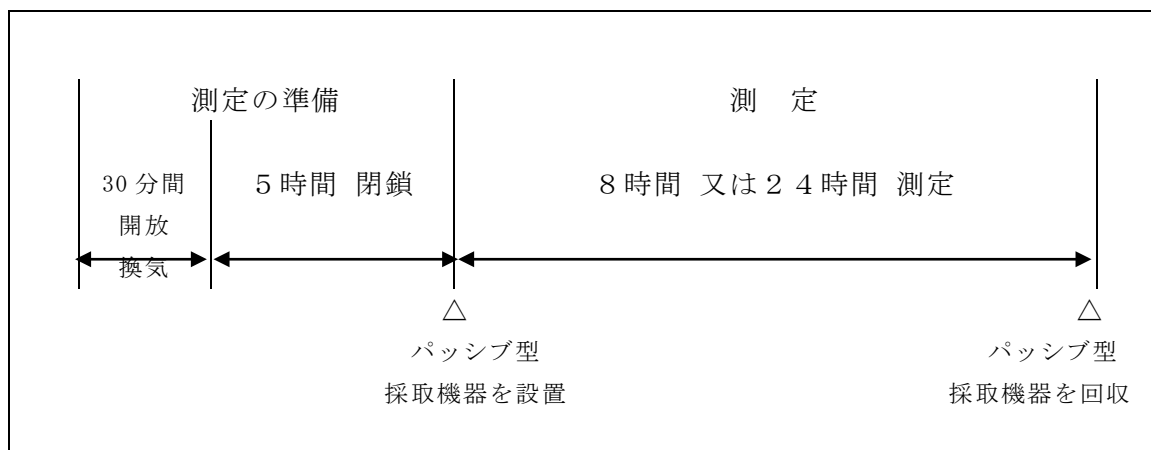 測定の準備
測　定
30 分間
開放
換気
５時間 閉鎖
８時間 又は２４時間 測定
△
パッシブ型
採取機器を設置
△
パッシブ型
採取機器を回収